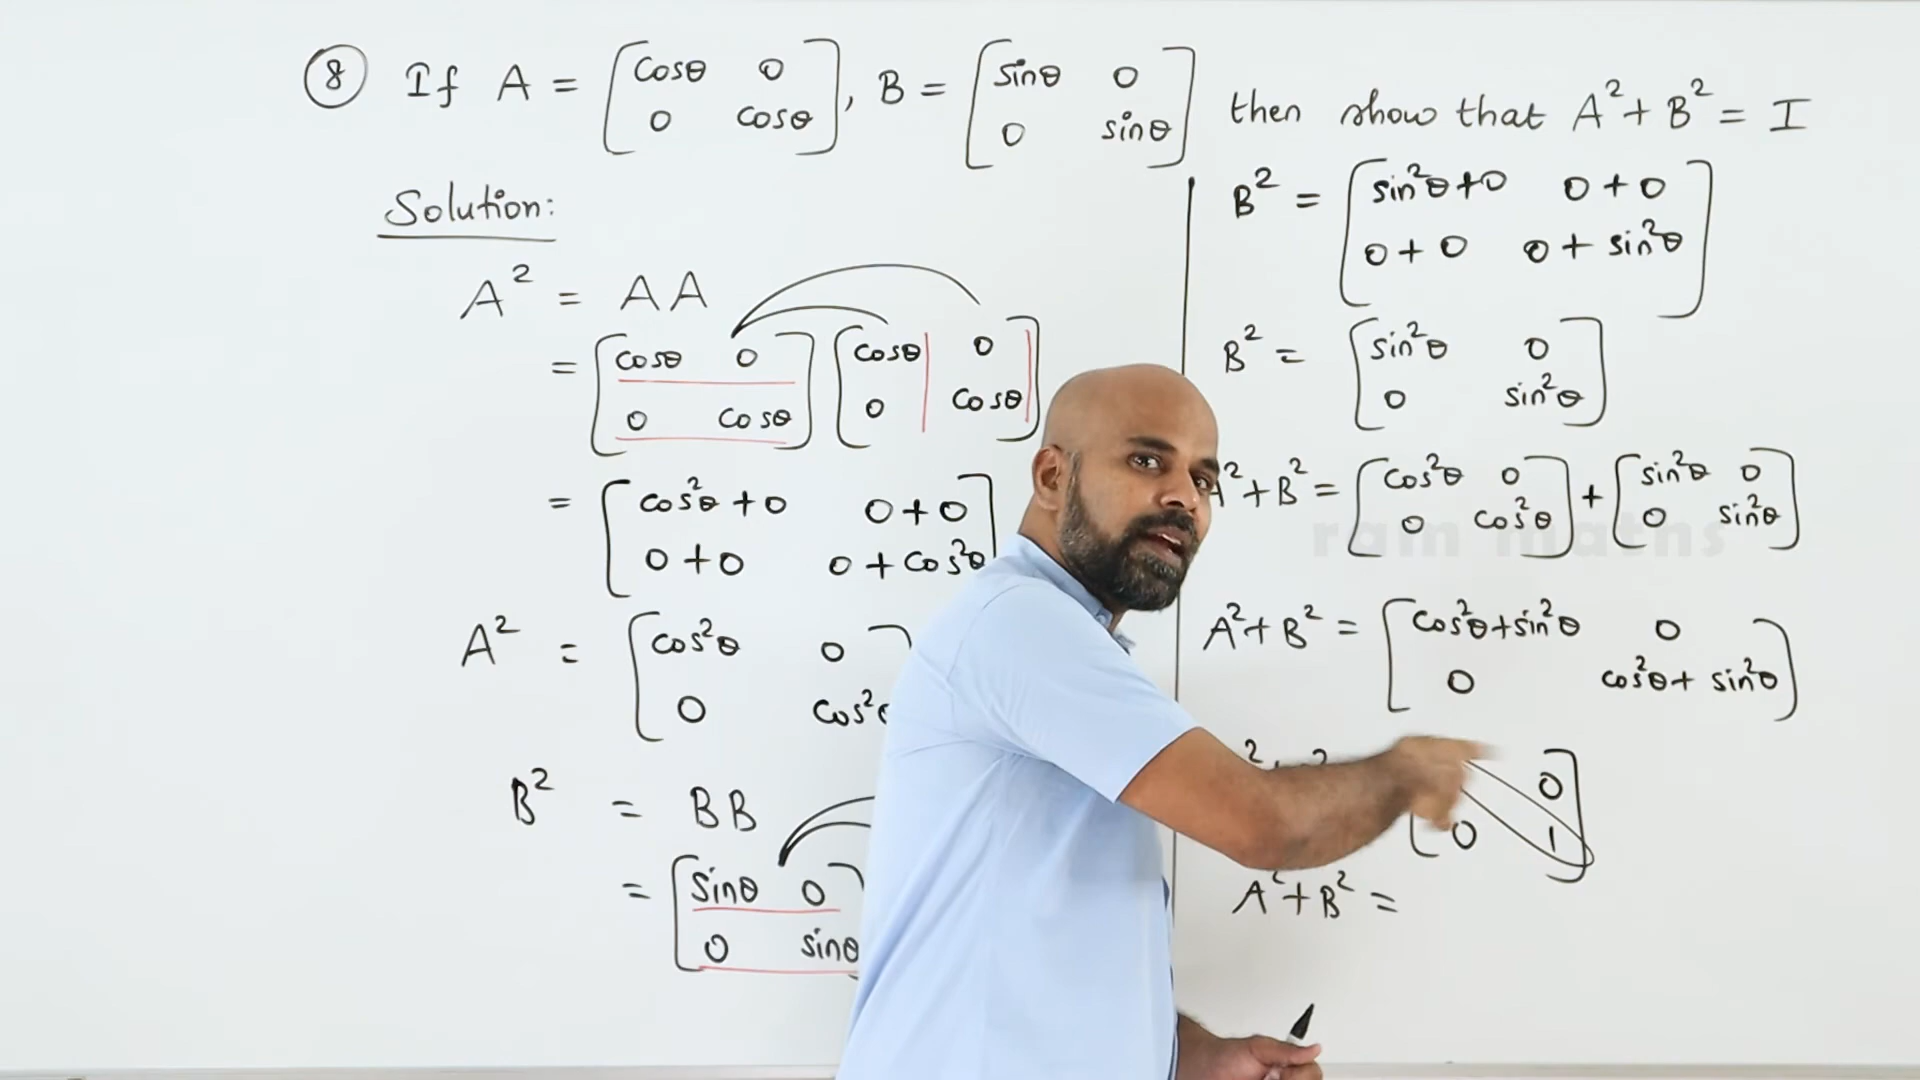 ⑧ If A = [cosθ 0
0 cosθ], B = [sinθ 0
0 sinθ] then show that A² + B² = I
Solution:
A² = AA
= [cosθ 0
0 cosθ] [cosθ 0
0 cosθ]
= [cos²θ + 0 0 + 0
0 + 0 0 + cos²θ
A² = [cos²θ 0
0 cos²
B² = BB
= [sinθ 0
0 sinθ
B² = [sin²θ + 0 0 + 0
0 + 0 0 + sin²θ]
B² = [sin²θ 0
0 sin²θ]
A² + B² = [cos²θ 0
0 cos²θ] + [sin²θ 0
0 sin²θ]
ram maths
A² + B² = [cos²θ + sin²θ 0
0 cos²θ + sin²θ]
0
0 1]
A² + B² =